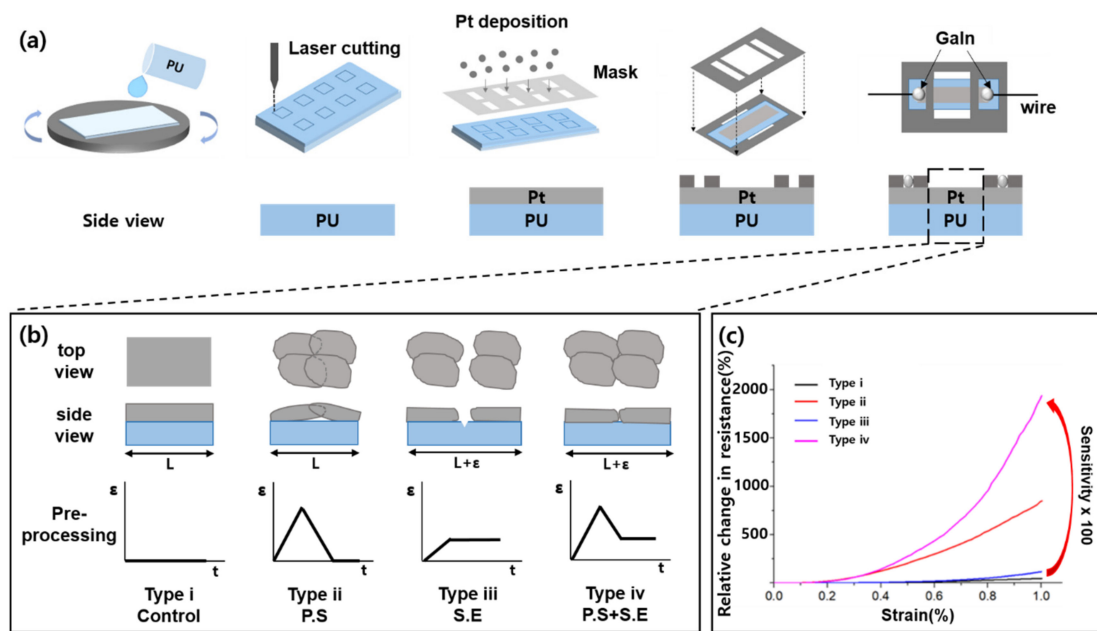 (a)
PU
Laser cutting
Pt deposition
Mask
GaIn
wire
Side view
PU
Pt
PU
Pt
PU
Pt
PU
(b)
top
view
side
view
L
L
L+ε
L+ε
Pre-
processing
ε
t
ε
t
ε
t
ε
t
Type i
Control
Type ii
P.S
Type iii
S.E
Type iv
P.S+S.E
(c)
Relative change in resistance(%)
2000
1500
1000
500
0
0.0 0.2 0.4 0.6 0.8 1.0
Strain(%)
Type i
Type ii
Type iii
Type iv
Sensitivity x 100